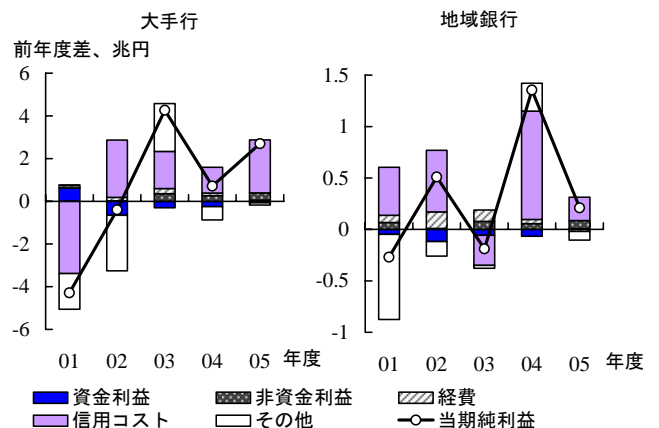 大手行
前年度差、兆円
6
4
2
0
-2
-4
-6
01 02 03 04 05 年度
地域銀行
1.5
1
0.5
0
-0.5
-1
01 02 03 04 05 年度
資金利益 非資金利益 経費
信用コスト その他 当期純利益